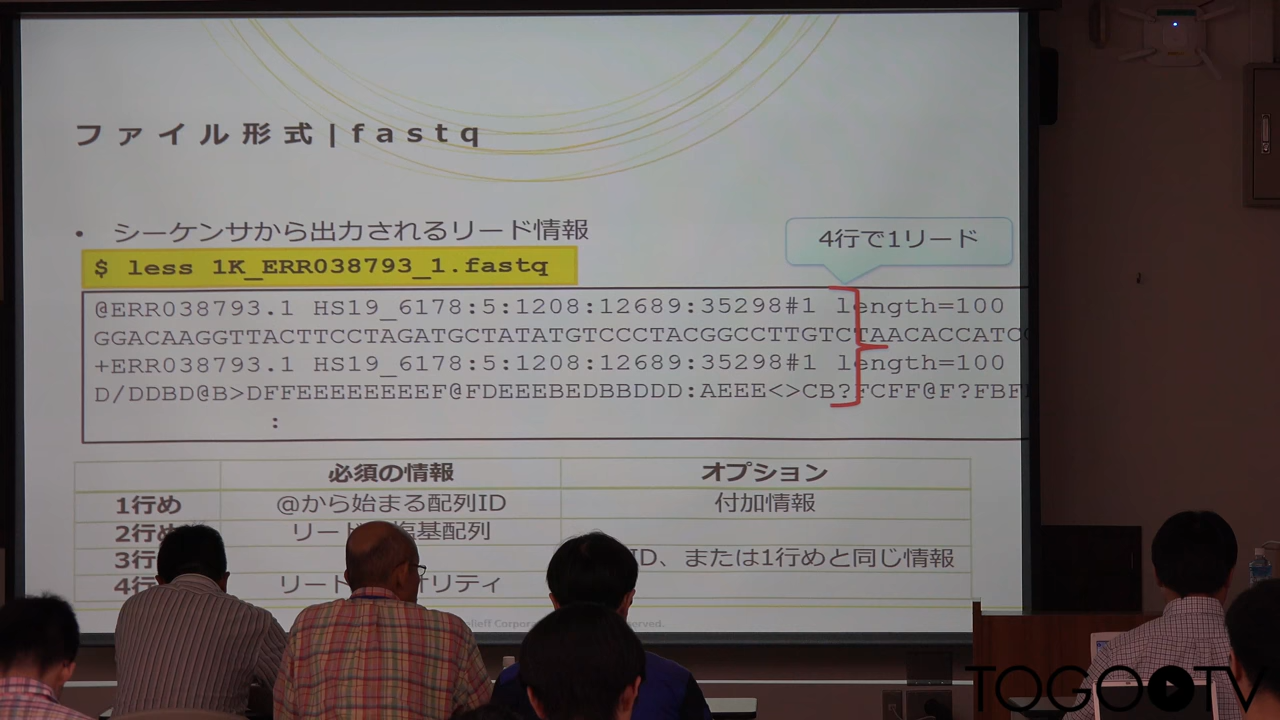 ファイル形式|fastq
• シーケンサから出力されるリード情報
4行で1リード
$ less 1K_ERR038793_1.fastq
@ERR038793.1 HS19_6178:5:1208:12689:35298#1 length=100
GGACAAGGTTACTTCCTAGATGCTATATGTCCCTACGGCCTTGTCTAACACCATC
+ERR038793.1 HS19_6178:5:1208:12689:35298#1 length=100
D/DDBD@B>DFFEEEEEEEEEF@FDEEEBEDBBDDD:AEEE<>CB?FCFF@F?FBF
:
必須の情報 オプション
1行め @から始まる配列ID 付加情報
2行め リード 塩基配列
3行 ID、または1行めと同じ情報
4行 リード オリティ
TOGOTV